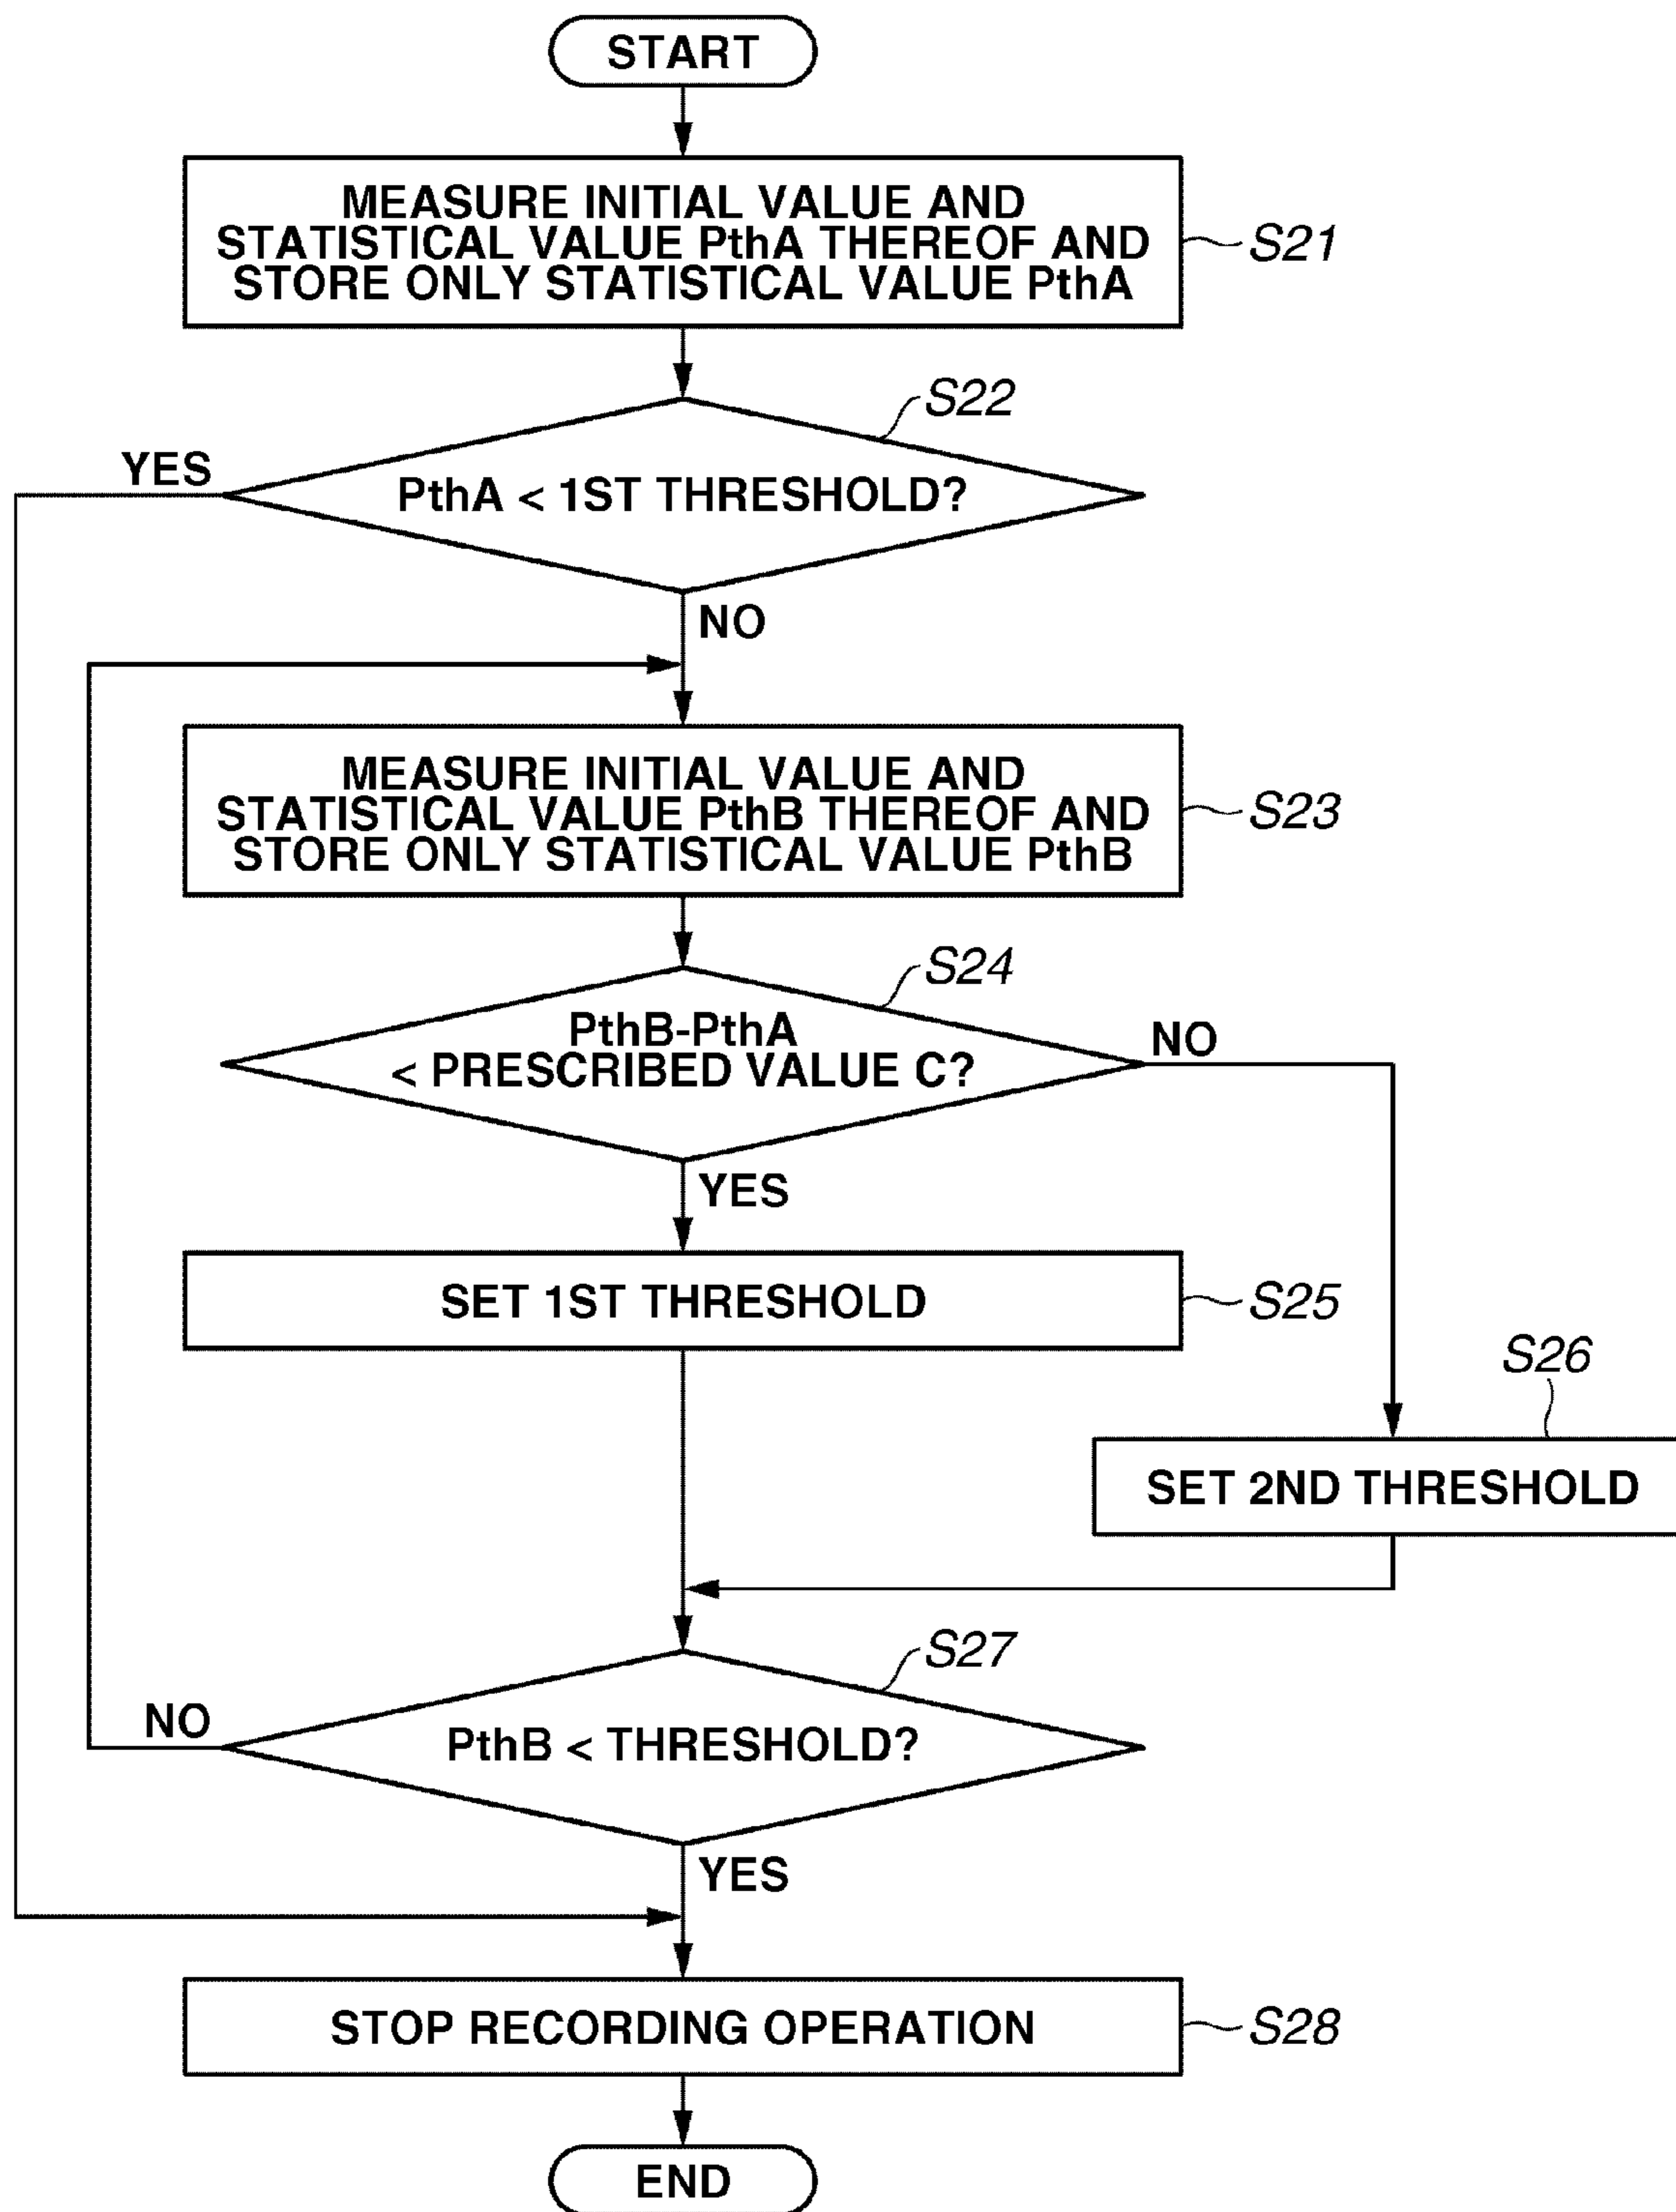 START
MEASURE INITIAL VALUE AND
STATISTICAL VALUE PthA THEREOF AND
STORE ONLY STATISTICAL VALUE PthA
S21
S22
YES
PthA < 1ST THRESHOLD?
NO
MEASURE INITIAL VALUE AND
STATISTICAL VALUE PthB THEREOF AND
STORE ONLY STATISTICAL VALUE PthB
S23
S24
PthB-PthA
< PRESCRIBED VALUE C?
NO
YES
SET 1ST THRESHOLD
S25
S26
SET 2ND THRESHOLD
S27
NO
PthB < THRESHOLD?
YES
STOP RECORDING OPERATION
S28
END